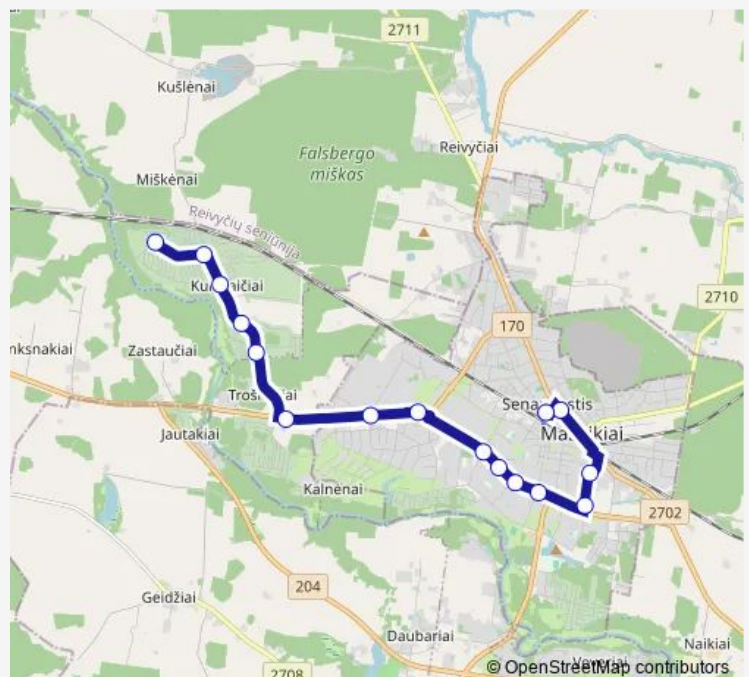 2711
Kušlėnai
Falsbergo
miškas
Reivyčiai
Miškėnai
Reivyčių seniūnija
2710
170
Zastaučiai
Jautakiai
Kalnėnai
2702
204
Geidžiai
Daubariai
Naikiai
2708
© OpenStreetMap contributors